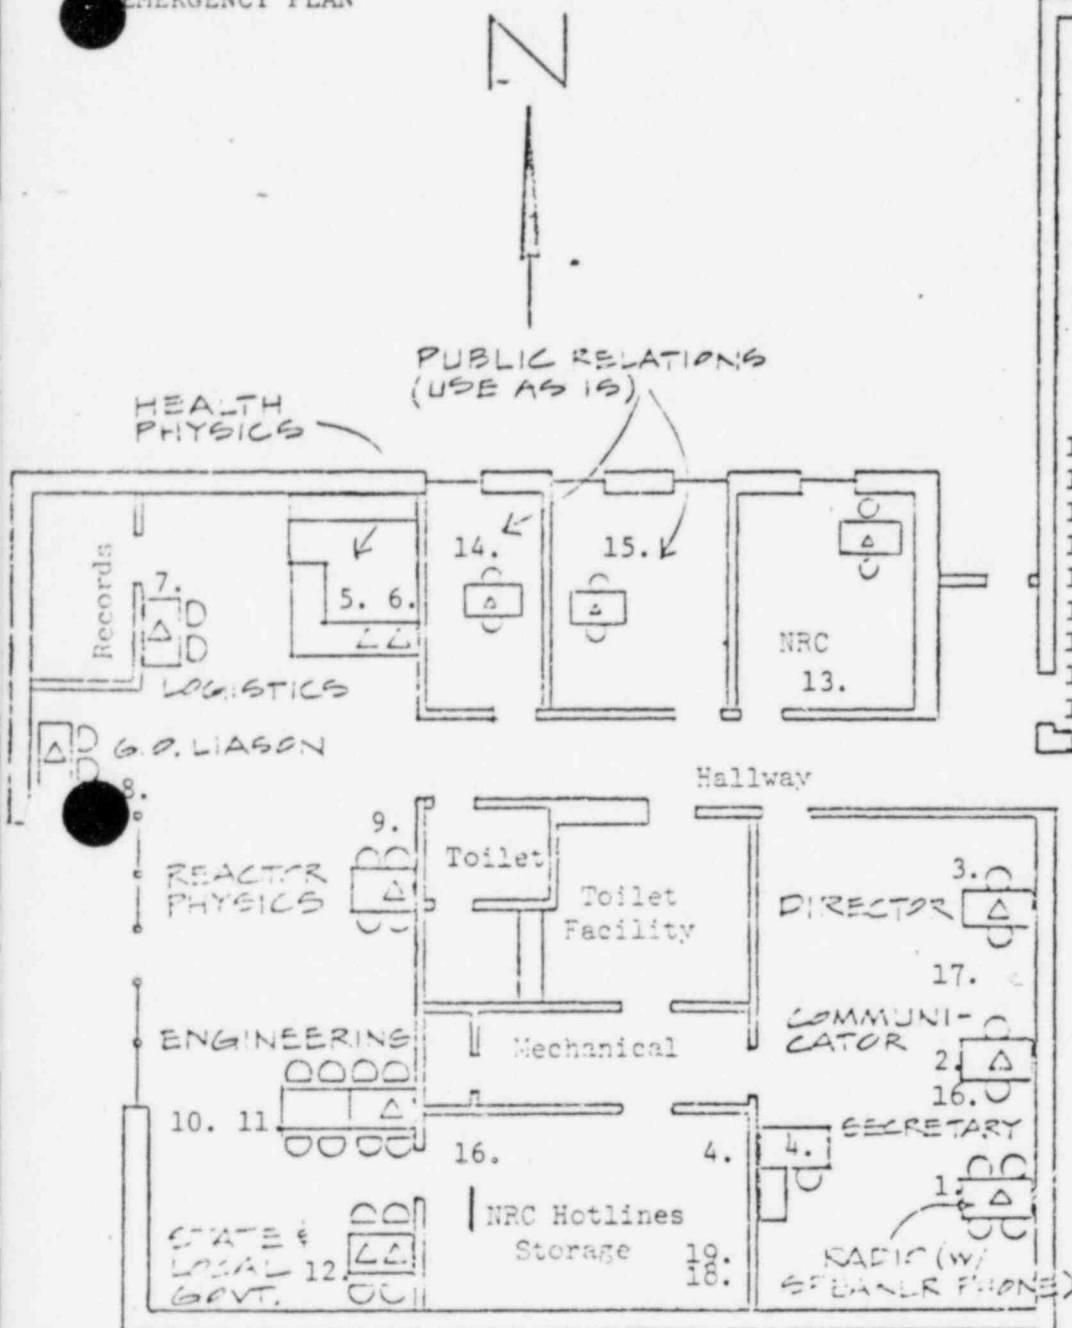 EMERGENCY PLAN
N
PUBLIC RELATIONS
(USE AS IS)
HEALTH
PHYSICS
Records
7.
5. 6.
14.
15.
NRC
13.
LOGISTICS
G.O. LIASON
8.
Hallway
9.
Toilet
REACTOR
PHYSICS
Toilet
Facility
3.
DIRECTOR
17.
ENGINEERING
Mechanical
COMMUNI-
CATOR
2.
16.
10. 11.
SECRETARY
16.
4.
4.
1.
NRC Hotlines
Storage
19.
18.
STATE &
LOCAL
GOVT.
12.
RADIO (W/
SPEAKER PHONE)